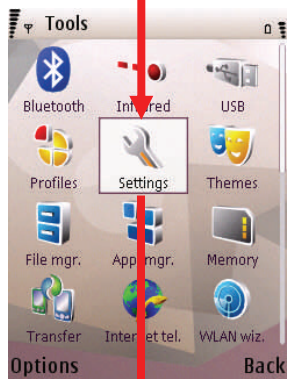 Tools
Bluetooth Infrared USB
Profiles Settings Themes
File mgr. App. mgr. Memory
Transfer Internet tel. WLAN wiz.
Options Back